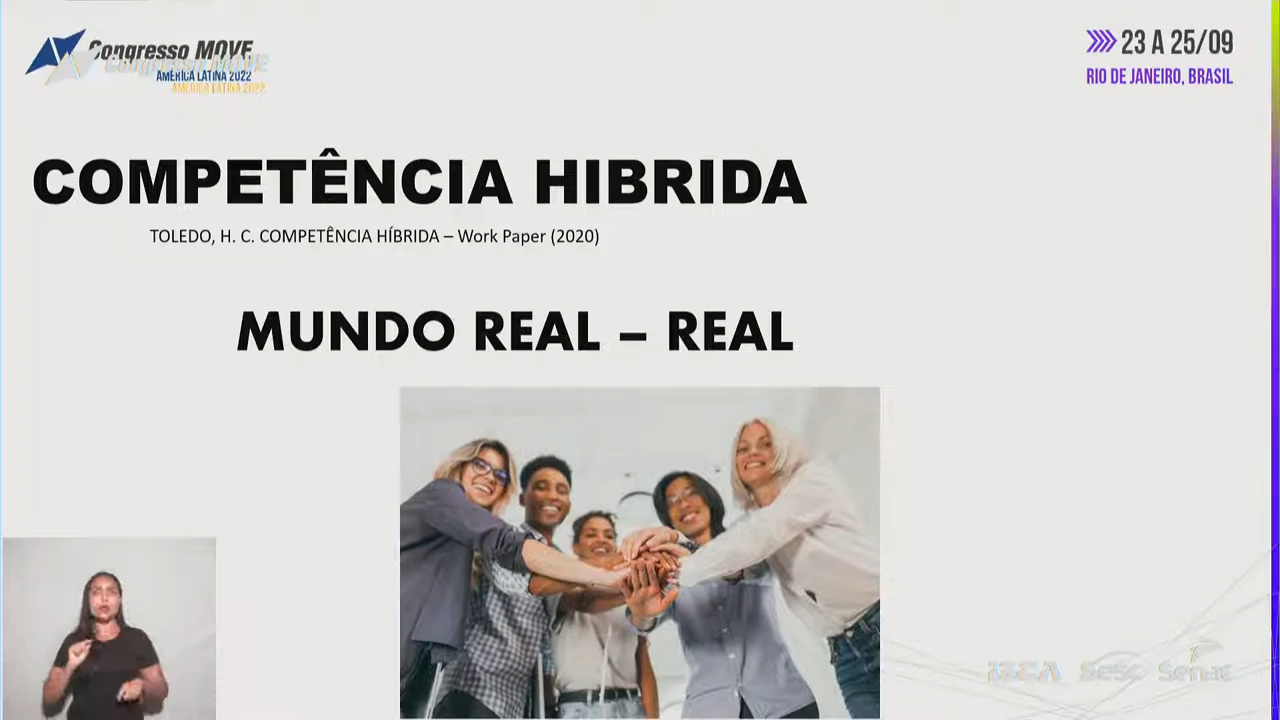 Congresso MOVE
AMÉRICA LATINA 2022
23 A 25/09
RIO DE JANEIRO, BRASIL
COMPETÊNCIA HIBRIDA
TOLEDO, H. C. COMPETÊNCIA HÍBRIDA – Work Paper (2020)
MUNDO REAL – REAL
Sesc Senac